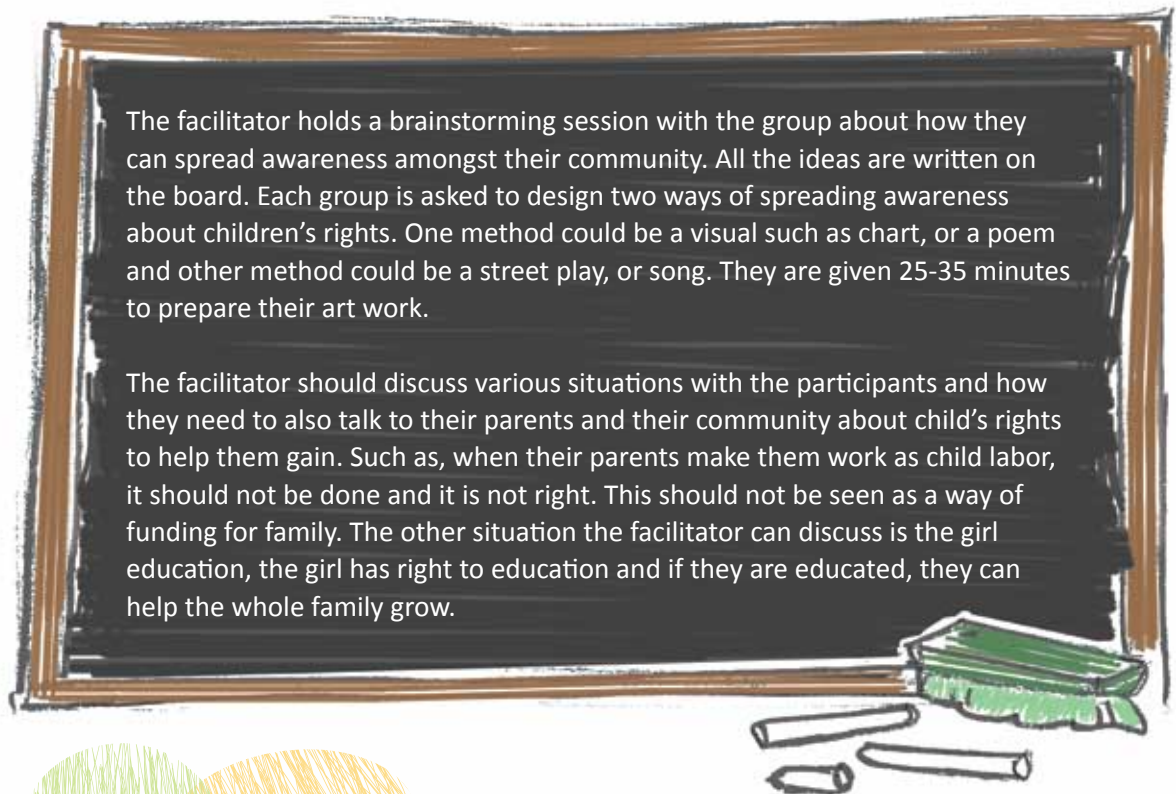 The facilitator holds a brainstorming session with the group about how they
can spread awareness amongst their community. All the ideas are written on
the board. Each group is asked to design two ways of spreading awareness
about children’s rights. One method could be a visual such as chart, or a poem
and other method could be a street play, or song. They are given 25-35 minutes
to prepare their art work.

The facilitator should discuss various situations with the participants and how
they need to also talk to their parents and their community about child’s rights
to help them gain. Such as, when their parents make them work as child labor,
it should not be done and it is not right. This should not be seen as a way of
funding for family. The other situation the facilitator can discuss is the girl
education, the girl has right to education and if they are educated, they can
help the whole family grow.